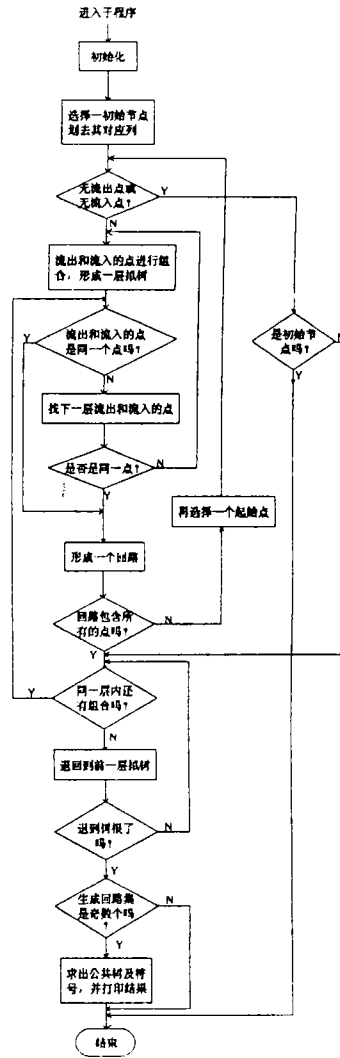 进入子程序
初始化
选择一初始节点
划去其对应列
无流出点或
无流入点?
Y
N
流出和流入的点进行组
合,形成一层拟树
Y
流出和流入的点
是同一个点吗?
是初始节
点吗?
N
N
Y
找下一层流出和流入的点
是否是同一点?
N
Y
再选择一个起始点
形成一个回路
回路包含所
有的点吗?
N
Y
Y
同一层内还
有组合吗?
N
退回到前一层拟树
退到树根了
吗?
N
Y
生成回路集
是奇数个吗
?
N
Y
求出公共树及符
号,并打印结果
结束